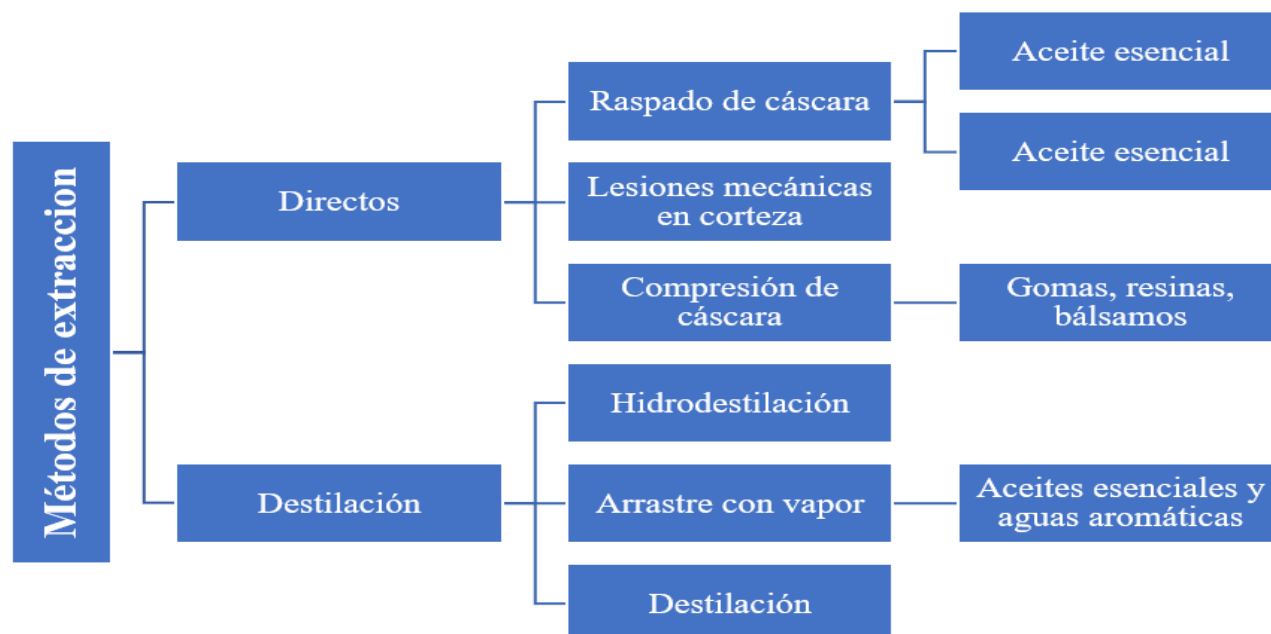 Métodos de extraccion
Directos
Raspado de cáscara
Aceite esencial
Aceite esencial
Lesiones mecánicas
en corteza
Compresión de
cáscara
Gomas, resinas,
bálsamos
Destilación
Hidrodestilación
Arrastre con vapor
Aceites esenciales y
aguas aromáticas
Destilación